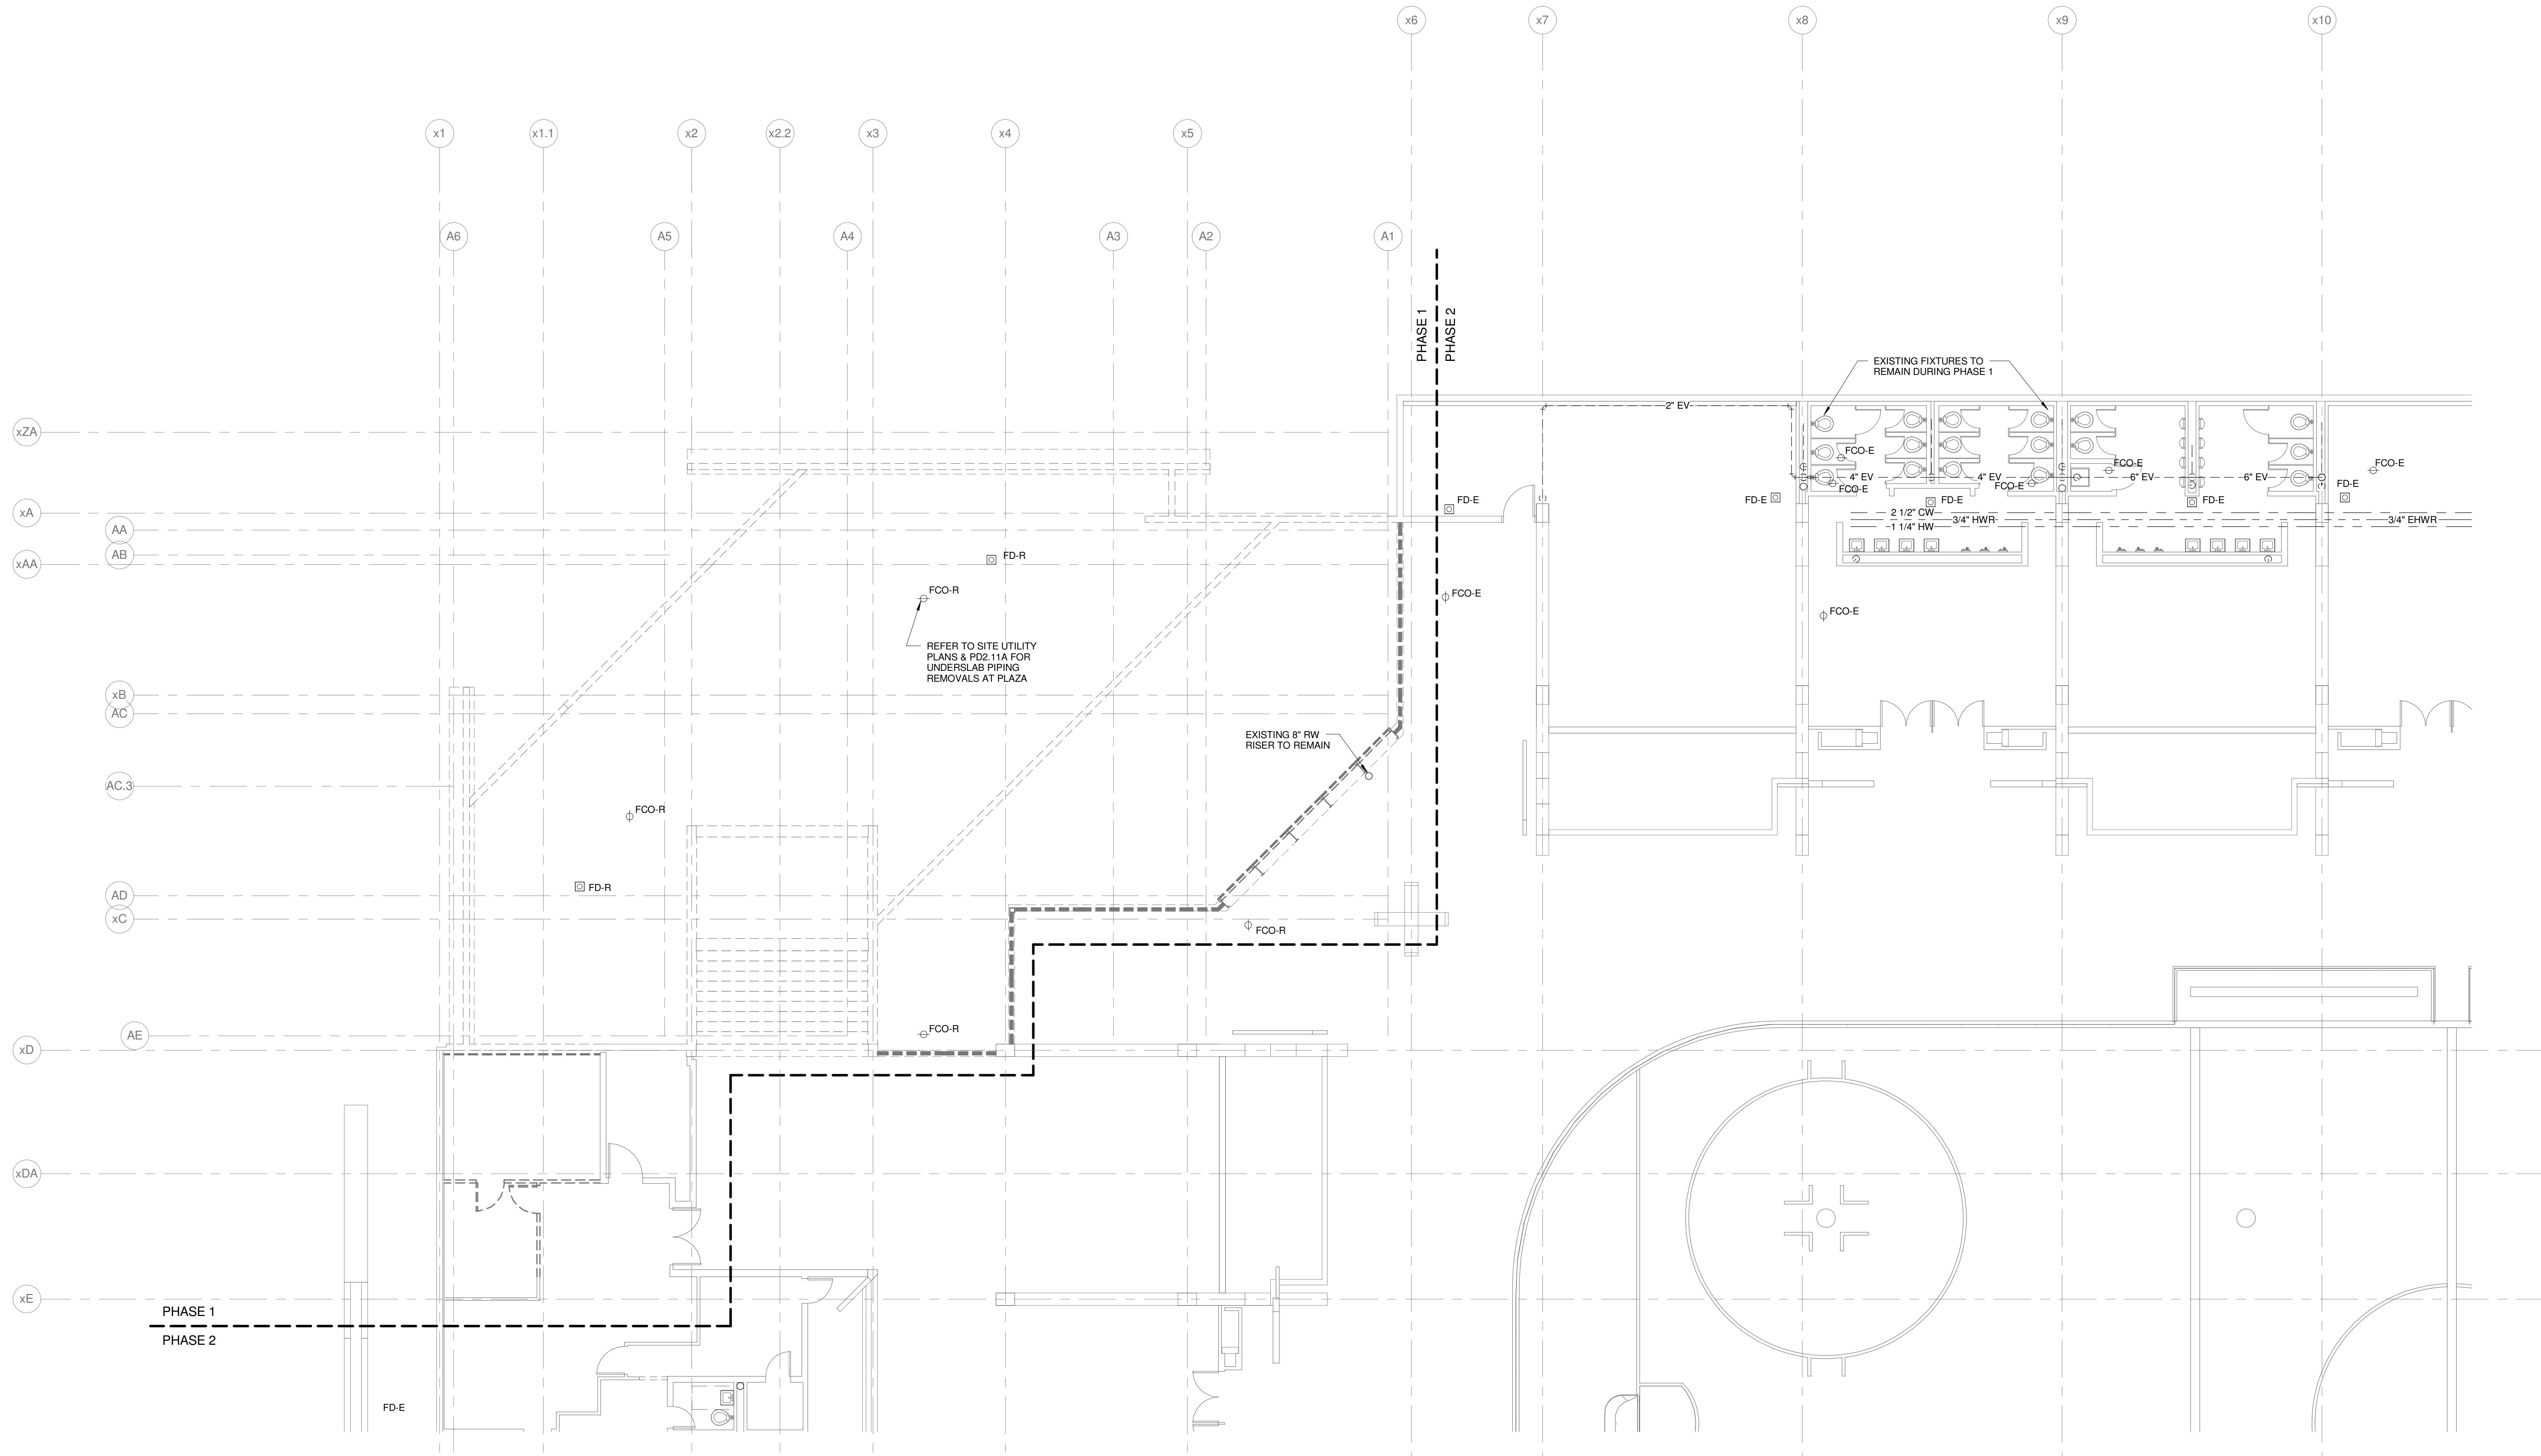 x6
x7
x8
x9
x10
x1
x1.1
x2
x2.2
x3
x4
x5
A6
A5
A4
A3
A2
A1
PHASE 1
PHASE 2
EXISTING FIXTURES TO
REMAIN DURING PHASE 1
xZA
2" EV
FCO-E
FCO-E
FCO-E
4" EV
4" EV
6" EV
6" EV
FCO-E
FCO-E
FD-E
FD-E
FD-E
FD-E
FD-E
xA
2 1/2" CW
3/4" HWR
3/4" EHWR
1 1/4" HW
AA
AB
xAA
FD-R
FCO-R
FCO-E
FCO-E
REFER TO SITE UTILITY
PLANS & PD2.11A FOR
UNDERSLAB PIPING
REMOVALS AT PLAZA
xB
AC
EXISTING 8" RW
RISER TO REMAIN
AC.3
FCO-R
FD-R
AD
xC
FCO-R
FCO-R
AE
xD
xDA
xE
PHASE 1
PHASE 2
FD-E